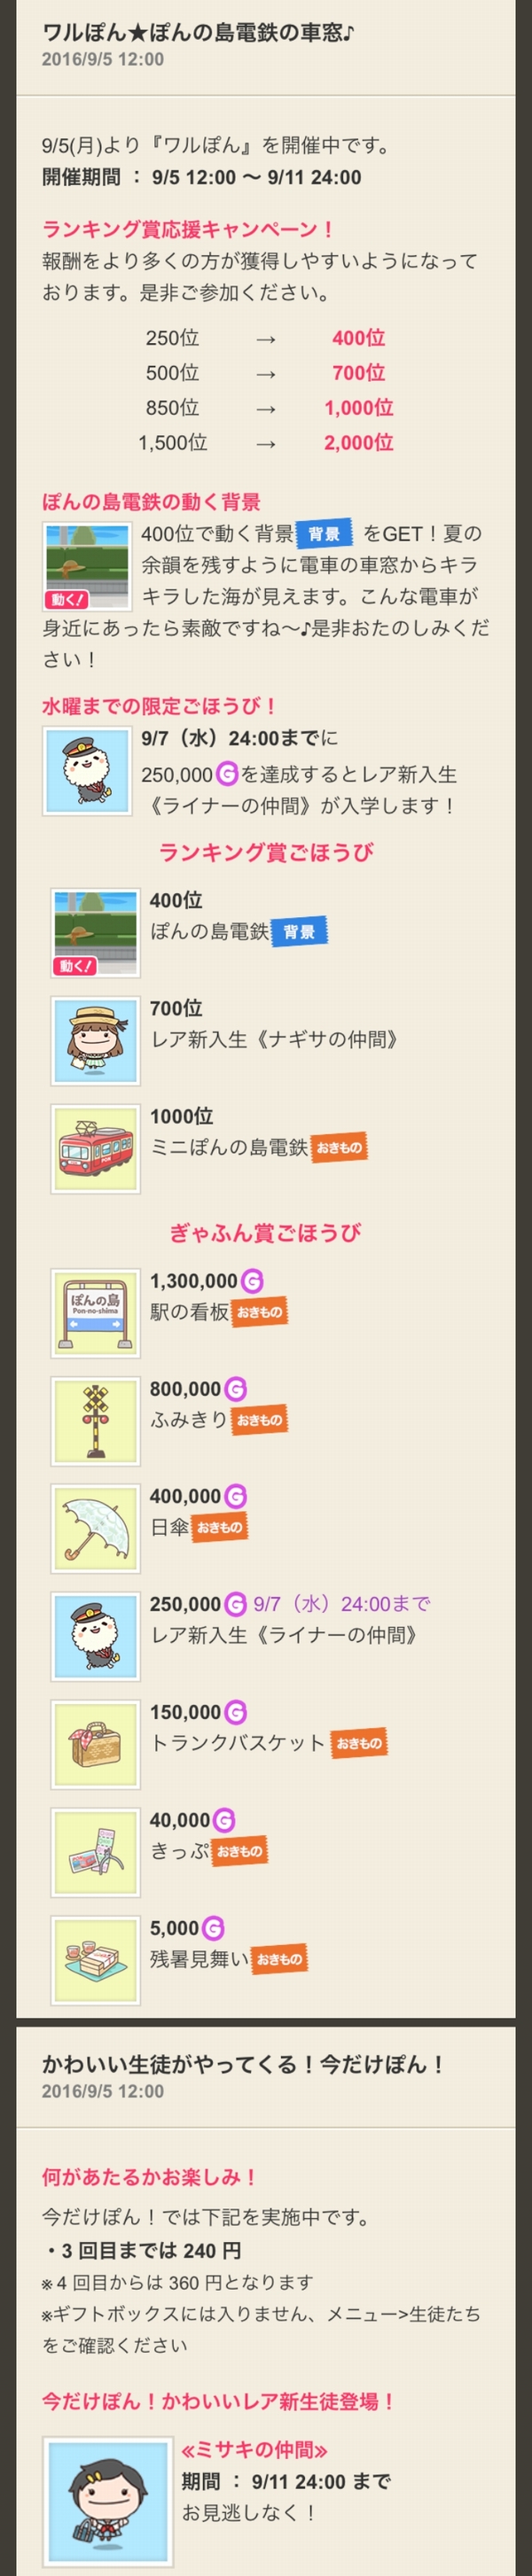 ワルぽん★ぽんの島電鉄の車窓♪
2016/9/5 12:00
9/5(月)より『ワルぽん』を開催中です。
開催期間 ： 9/5 12:00 〜 9/11 24:00
ランキング賞応援キャンペーン！
報酬をより多くの方が獲得しやすいようになって
おります。是非ご参加ください。
250位 → 400位
500位 → 700位
850位 → 1,000位
1,500位 → 2,000位
ぽんの島電鉄の動く背景
400位で動く背景 背景 をGET！夏の
余韻を残すように電車の車窓からキラ
動く!
キラした海が見えます。こんな電車が
身近にあったら素敵ですね〜♪是非おたのしみくだ
さい！
水曜までの限定ごほうび！
9/7（水）24:00までに
250,000Gを達成するとレア新入生
《ライナーの仲間》が入学します！
ランキング賞ごほうび
400位
ぽんの島電鉄 背景
動く!
700位
レア新入生《ナギサの仲間》
1000位
ミニぽんの島電鉄 おきもの
ぎゃふん賞ごほうび
ぽんの島
Pon-no-shima
1,300,000G
駅の看板 おきもの
800,000G
ふみきり おきもの
400,000G
日傘 おきもの
250,000G 9/7（水）24:00まで
レア新入生《ライナーの仲間》
150,000G
トランクバスケット おきもの
40,000G
きっぷ おきもの
5,000G
残暑見舞い おきもの
かわいい生徒がやってくる！今だけぽん！
2016/9/5 12:00
何があたるかお楽しみ！
今だけぽん！では下記を実施中です。
・3 回目までは 240 円
※4 回目からは 360 円となります
※ギフトボックスには入りません、メニュー>生徒たち
をご確認ください
今だけぽん！かわいいレア新生徒登場！
≪ミサキの仲間≫
期間 ： 9/11 24:00 まで
お見逃しなく！